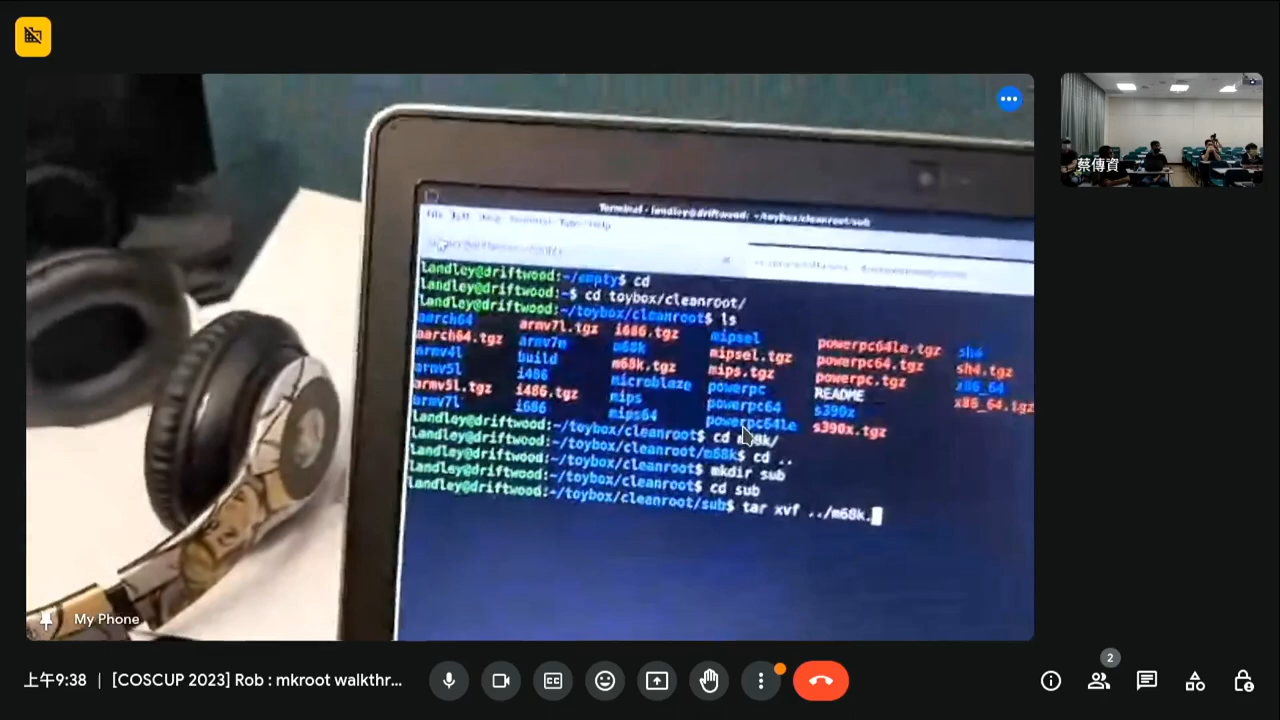 蔡傳資
Terminal - landley@driftwood: ~/toybox/cleanroot/sub
landley@driftwood:~/empty$ cd
landley@driftwood:~$ cd toybox/cleanroot/
landley@driftwood:~/toybox/cleanroot$ ls
aarch64 armv7l.tgz i686.tgz mipsel powerpc64le.tgz sh4
aarch64.tgz armv7m m68k mipsel.tgz powerpc64.tgz sh4.tgz
armv4l build m68k.tgz mips.tgz powerpc.tgz x86_64
armv5l i486 microblaze powerpc README x86_64.tgz
armv5l.tgz i486.tgz mips powerpc64 s390x
armv7l i686 mips64 powerpc64le s390x.tgz
landley@driftwood:~/toybox/cleanroot$ cd m68k/
landley@driftwood:~/toybox/cleanroot/m68k$ cd ..
landley@driftwood:~/toybox/cleanroot$ mkdir sub
landley@driftwood:~/toybox/cleanroot$ cd sub
landley@driftwood:~/toybox/cleanroot/sub$ tar xvf ../m68k.
My Phone
2
上午9:38 | [COSCUP 2023] Rob : mkroot walkthr...